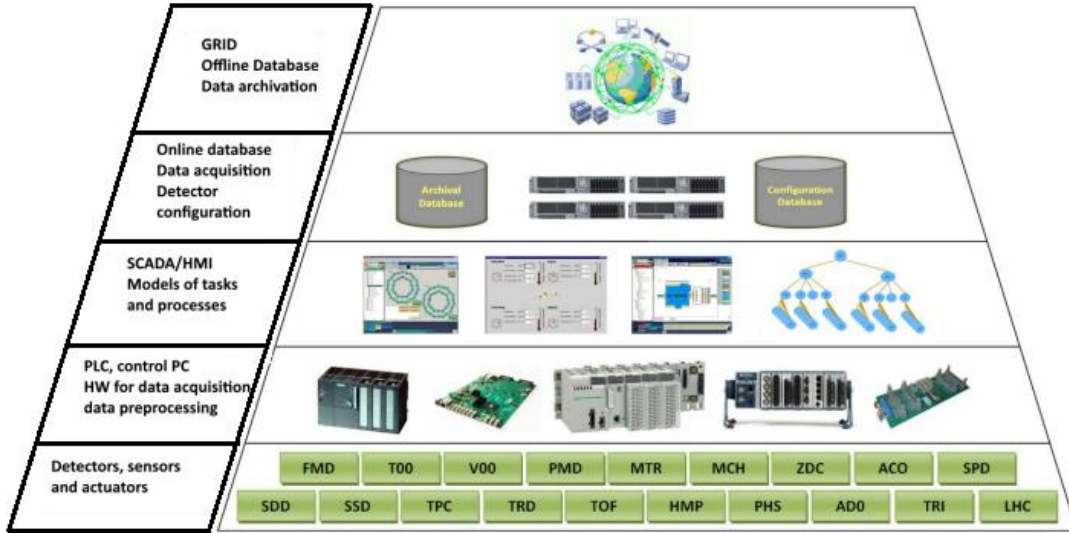 GRID
Offline Database
Data archivation
Online database
Data acquisition
Detector
configuration
Archival
Database
Configuration
Database
SCADA/HMI
Models of tasks
and processes
PLC, control PC
HW for data acquisition
data preprocessing
Detectors, sensors
and actuators
FMD T00 V00 PMD MTR MCH ZDC ACO SPD
SDD SSD TPC TRD TOF HMP PHS AD0 TRI LHC